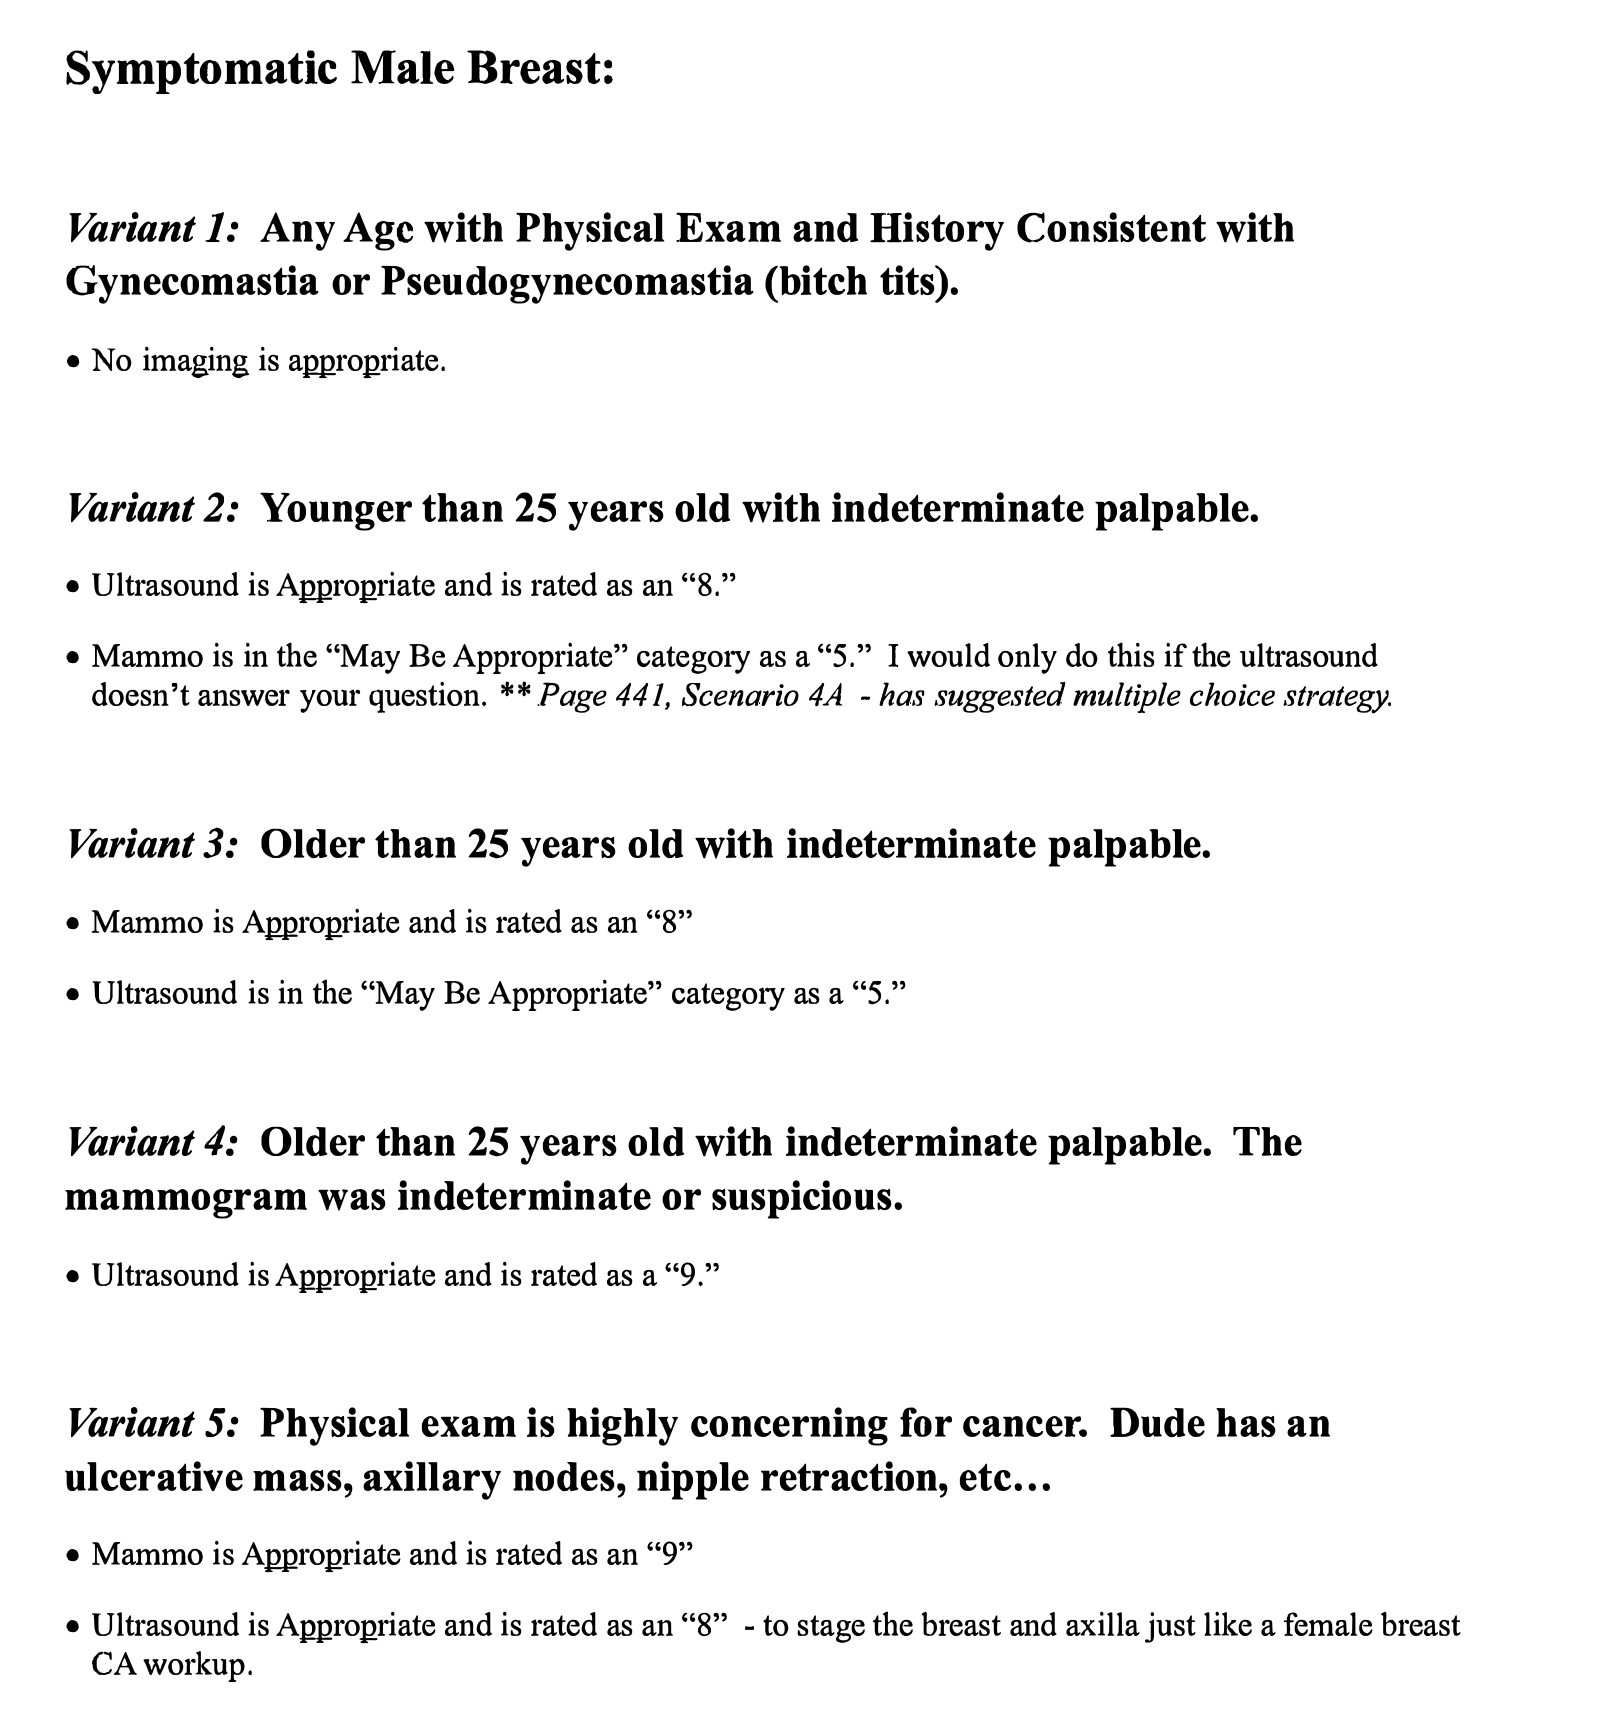 Symptomatic Male Breast:
Variant 1: Any Age with Physical Exam and History Consistent with
Gynecomastia or Pseudogynecomastia (bitch tits).
• No imaging is appropriate.
Variant 2: Younger than 25 years old with indeterminate palpable.
• Ultrasound is Appropriate and is rated as an “8.”
• Mammo is in the “May Be Appropriate” category as a “5.” I would only do this if the ultrasound
doesn’t answer your question. ** Page 441, Scenario 4A - has suggested multiple choice strategy.
Variant 3: Older than 25 years old with indeterminate palpable.
• Mammo is Appropriate and is rated as an “8”
• Ultrasound is in the “May Be Appropriate” category as a “5.”
Variant 4: Older than 25 years old with indeterminate palpable. The
mammogram was indeterminate or suspicious.
• Ultrasound is Appropriate and is rated as a “9.”
Variant 5: Physical exam is highly concerning for cancer. Dude has an
ulcerative mass, axillary nodes, nipple retraction, etc…
• Mammo is Appropriate and is rated as an “9”
• Ultrasound is Appropriate and is rated as an “8” - to stage the breast and axilla just like a female breast
CA workup.